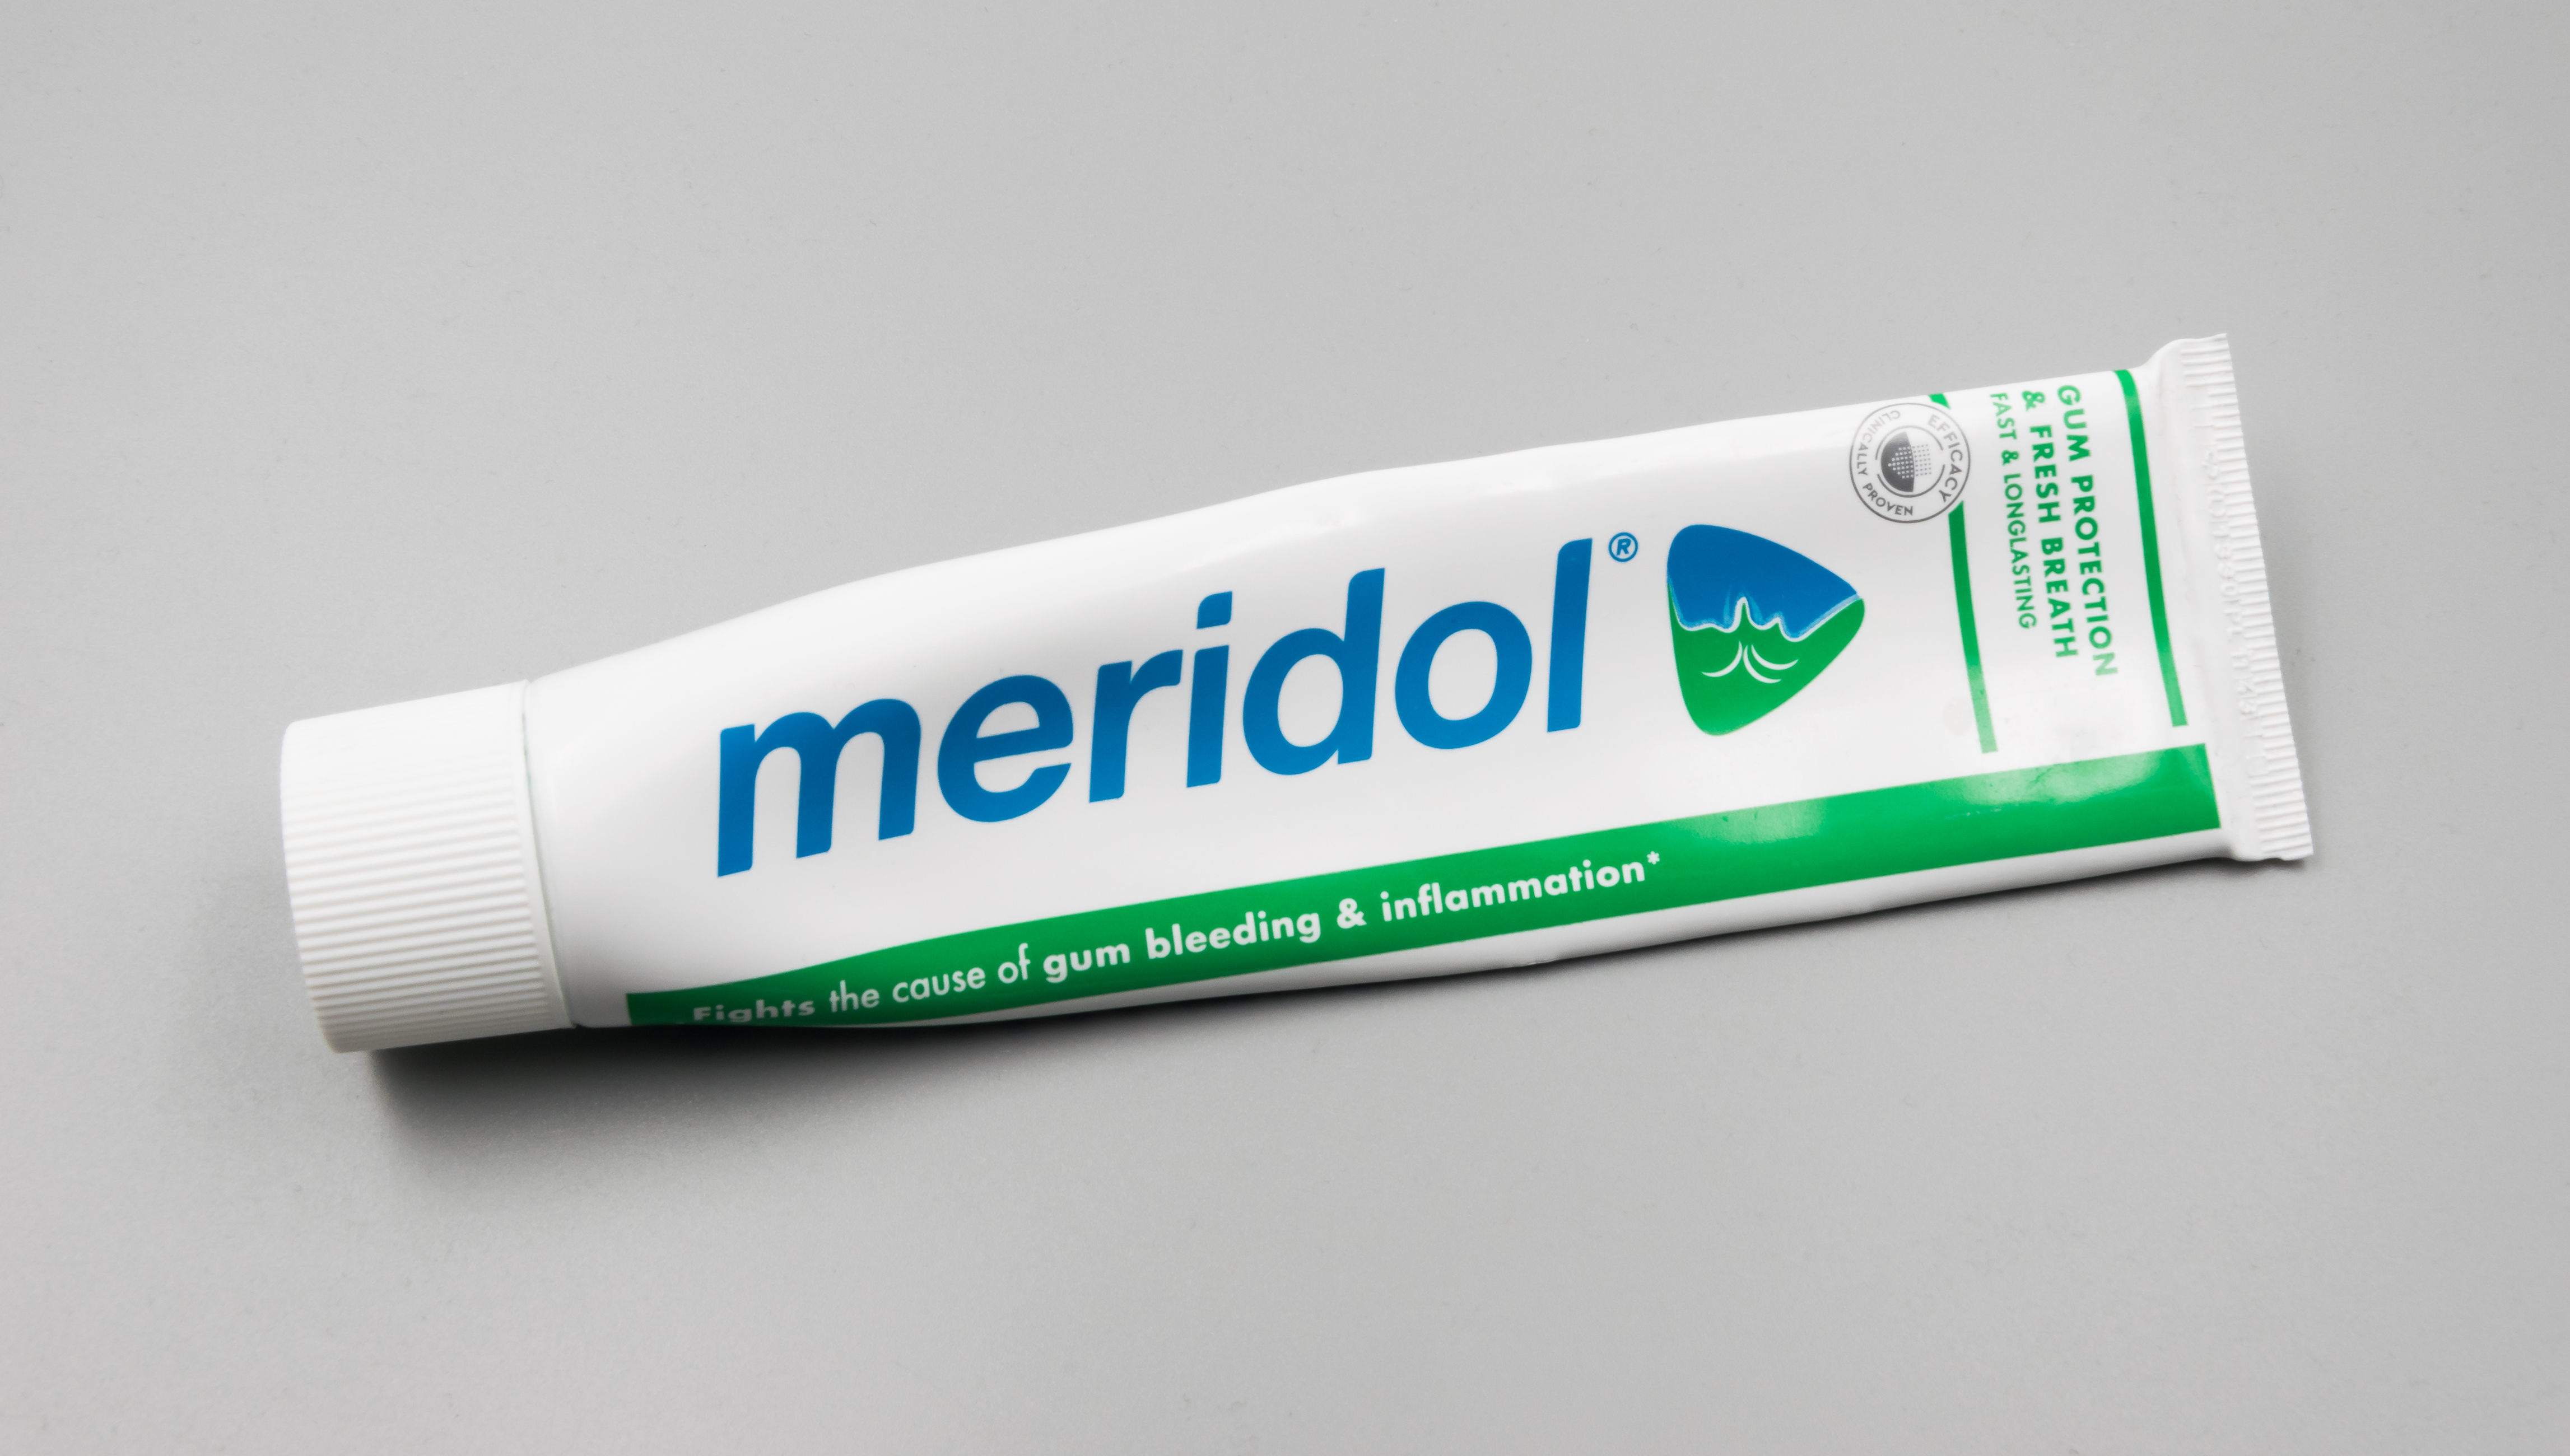 meridol®
Fights the cause of gum bleeding & inflammation*
EFFICACY
CLINICALLY PROVEN
GUM PROTECTION
& FRESH BREATH
FAST & LONGLASTING